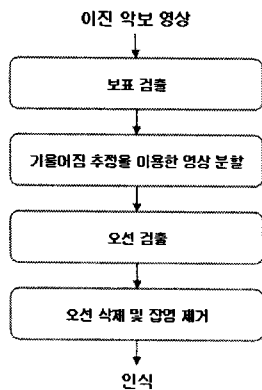 이진 악보 영상
보표 검출
기울어짐 추정을 이용한 영상 분할
오선 검출
오선 삭제 및 잡영 제거
인식